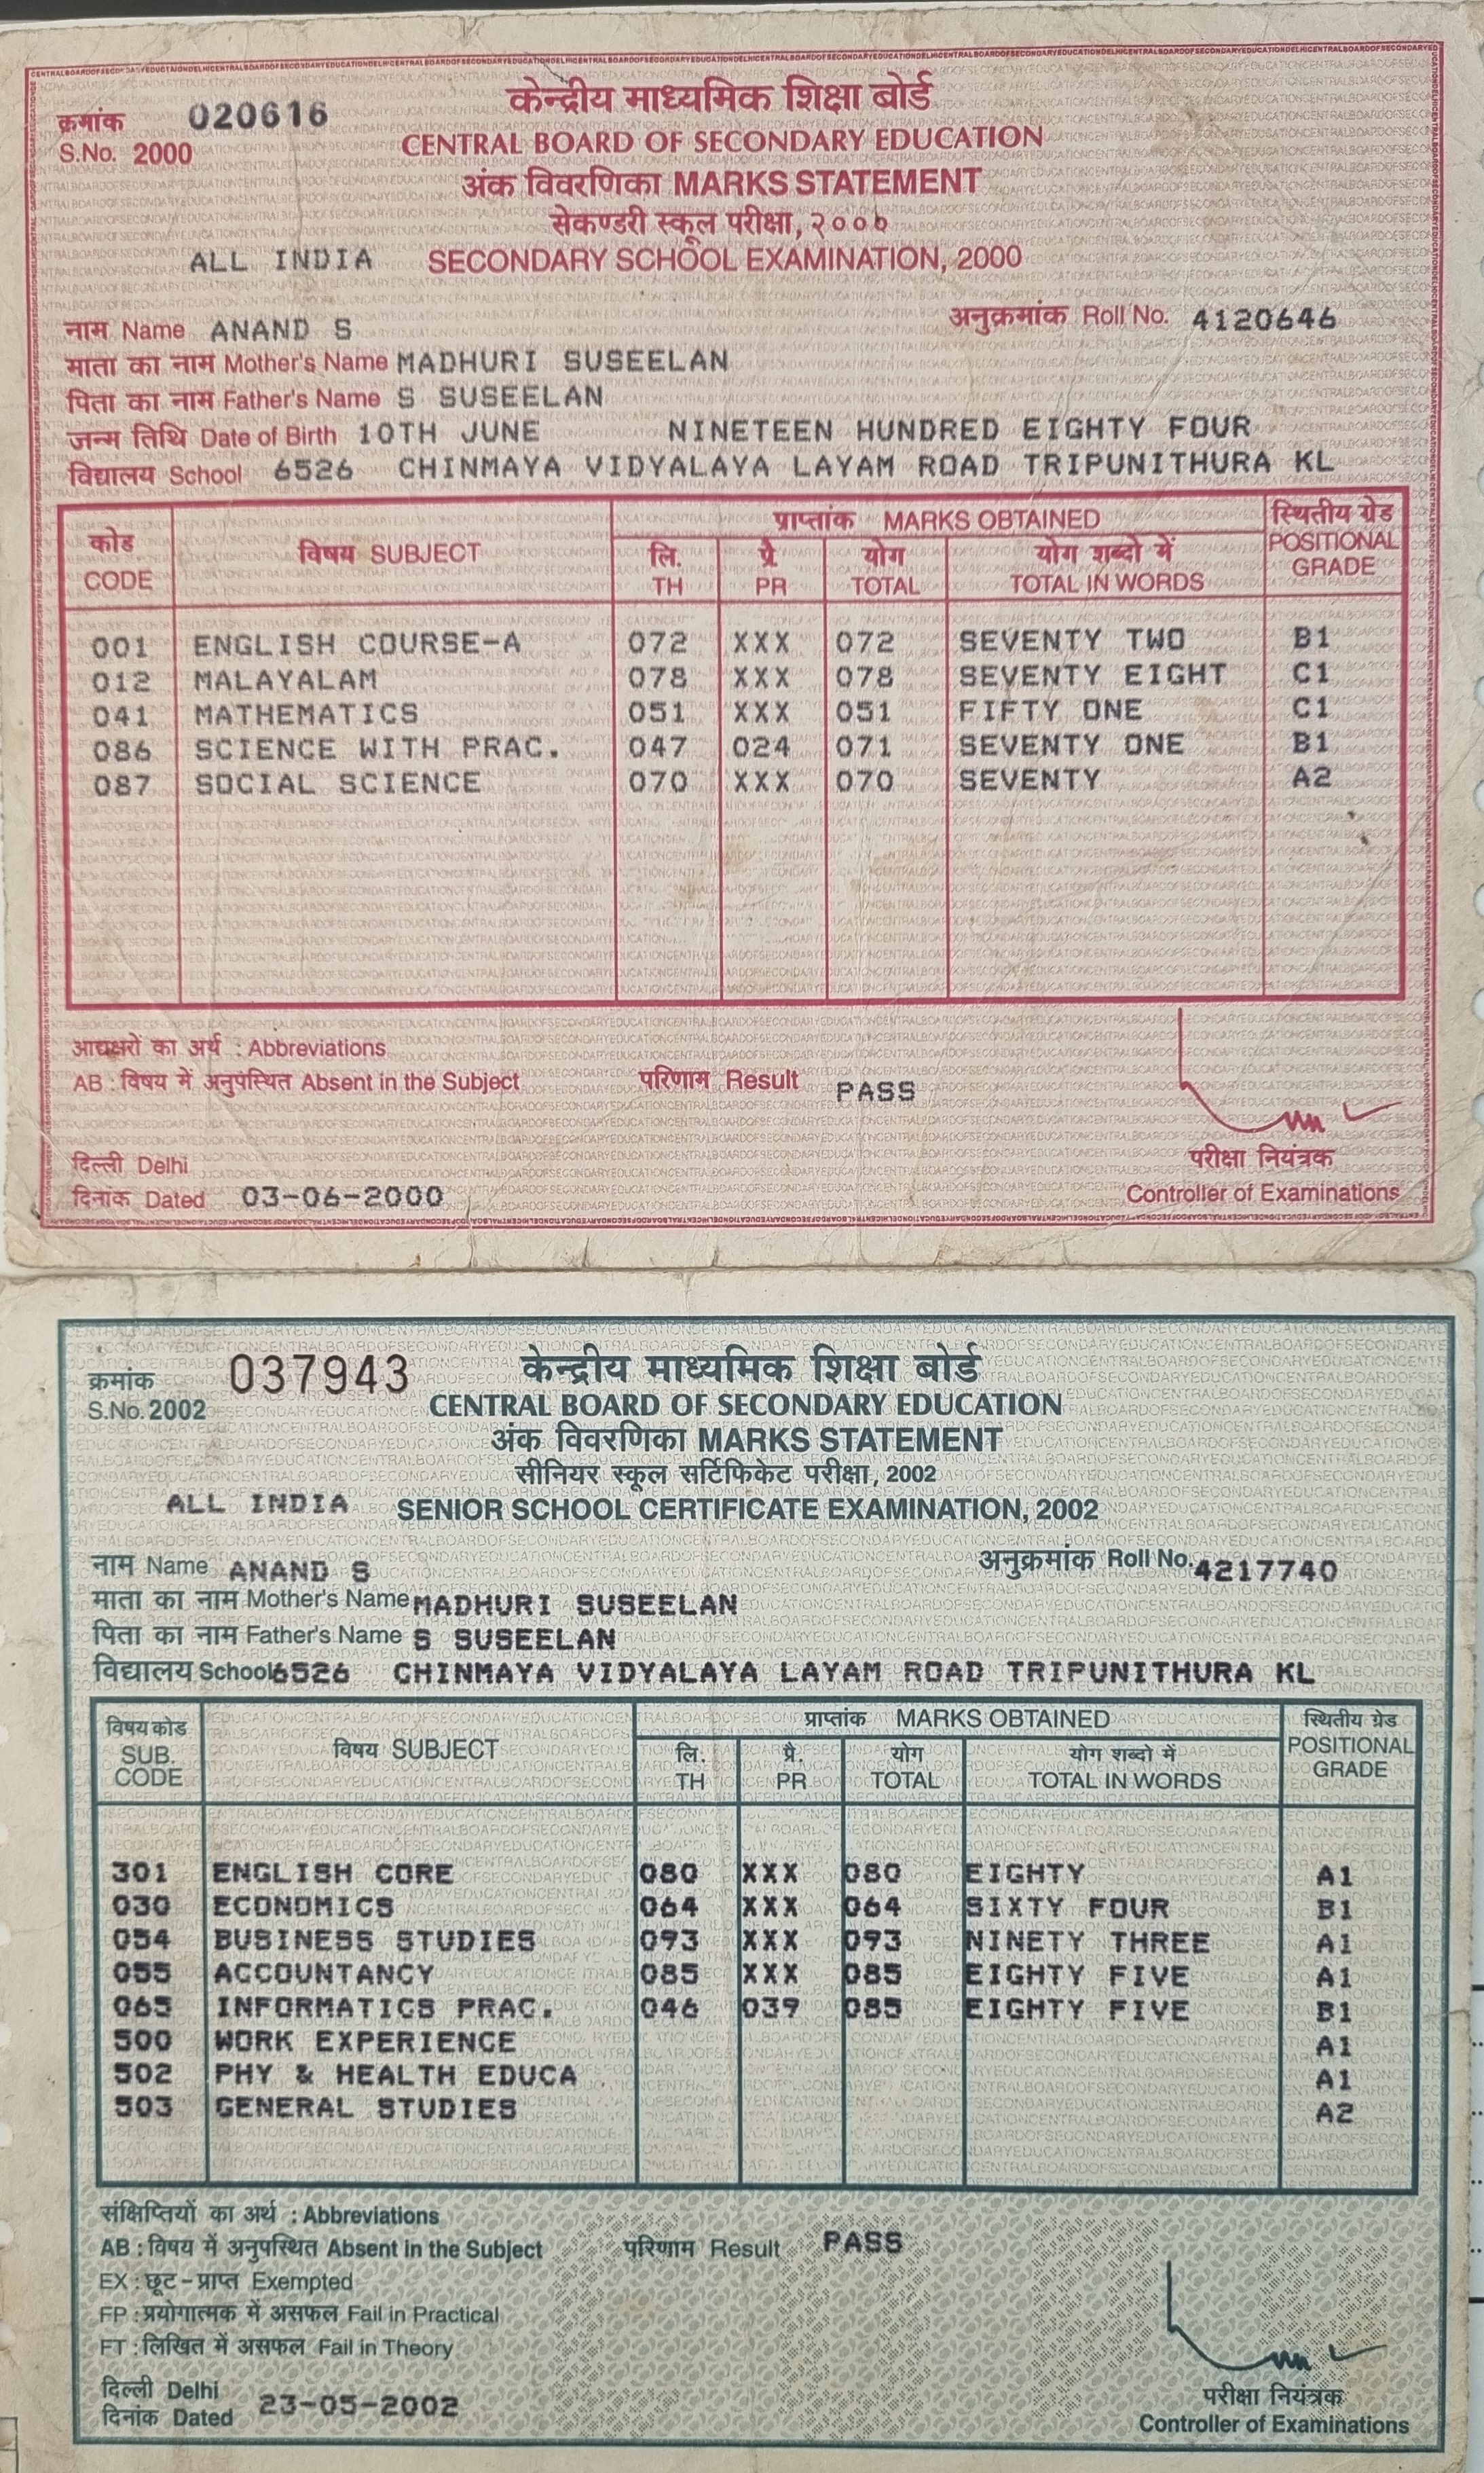 क्रमांक 020616
S.No. 2000
केन्द्रीय माध्यमिक शिक्षा बोर्ड
CENTRAL BOARD OF SECONDARY EDUCATION
अंक विवरणिका MARKS STATEMENT
सेकण्डरी स्कूल परीक्षा, २०००
ALL INDIA SECONDARY SCHOOL EXAMINATION, 2000
नाम Name ANAND S अनुक्रमांक Roll No. 4120646
माता का नाम Mother's Name MADHURI SUSEELAN
पिता का नाम Father's Name S SUSEELAN
जन्म तिथि Date of Birth 10TH JUNE NINETEEN HUNDRED EIGHTY FOUR
विद्यालय School 6526 CHINMAYA VIDYALAYA LAYAM ROAD TRIPUNITHURA KL
कोड विषय SUBJECT प्राप्तांक MARKS OBTAINED स्थितीय ग्रेड
CODE लि. प्रै योग योग शब्दो में POSITIONAL
TH PR TOTAL TOTAL IN WORDS GRADE
001 ENGLISH COURSE-A 072 XXX 072 SEVENTY TWO B1
012 MALAYALAM 078 XXX 078 SEVENTY EIGHT C1
041 MATHEMATICS 051 XXX 051 FIFTY ONE C1
086 SCIENCE WITH PRAC. 047 024 071 SEVENTY ONE B1
087 SOCIAL SCIENCE 070 XXX 070 SEVENTY A2
आद्यक्षरों का अर्थ : Abbreviations
AB : विषय में अनुपस्थित Absent in the Subject परिणाम Result PASS
दिल्ली Delhi परीक्षा नियंत्रक
दिनांक Dated 03-06-2000 Controller of Examinations
क्रमांक 037943
S.No. 2002
केन्द्रीय माध्यमिक शिक्षा बोर्ड
CENTRAL BOARD OF SECONDARY EDUCATION
अंक विवरणिका MARKS STATEMENT
सीनियर स्कूल सर्टिफिकेट परीक्षा, 2002
ALL INDIA SENIOR SCHOOL CERTIFICATE EXAMINATION, 2002
नाम Name ANAND S अनुक्रमांक Roll No. 4217740
माता का नाम Mother's Name MADHURI SUSEELAN
पिता का नाम Father's Name S SUSEELAN
विद्यालय School 6526 CHINMAYA VIDYALAYA LAYAM ROAD TRIPUNITHURA KL
विषय कोड विषय SUBJECT प्राप्तांक MARKS OBTAINED स्थितीय ग्रेड
SUB. लि. प्रै. योग योग शब्दो में POSITIONAL
CODE TH PR TOTAL TOTAL IN WORDS GRADE
301 ENGLISH CORE 080 XXX 080 EIGHTY A1
030 ECONOMICS 064 XXX 064 SIXTY FOUR B1
054 BUSINESS STUDIES 093 XXX 093 NINETY THREE A1
055 ACCOUNTANCY 085 XXX 085 EIGHTY FIVE A1
065 INFORMATICS PRAC. 046 039 085 EIGHTY FIVE B1
500 WORK EXPERIENCE A1
502 PHY & HEALTH EDUCA A1
503 GENERAL STUDIES A2
संक्षिप्तियों का अर्थ : Abbreviations
AB : विषय में अनुपस्थित Absent in the Subject परिणाम Result PASS
EX : छूट-प्राप्त Exempted
FP : प्रयोगात्मक में असफल Fail in Practical
FT : लिखित में असफल Fail in Theory
दिल्ली Delhi परीक्षा नियंत्रक
दिनांक Dated 23-05-2002 Controller of Examinations